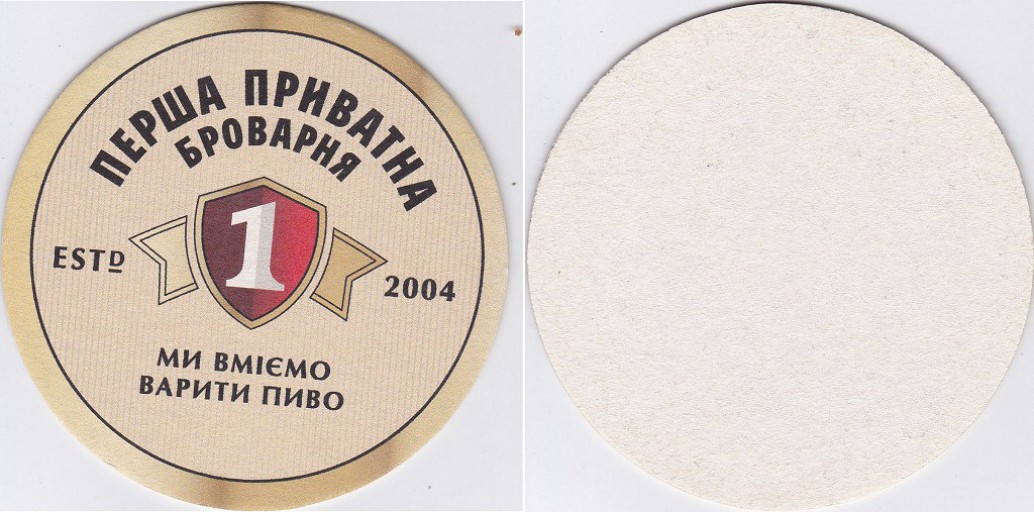 ПЕРША ПРИВАТНА
БРОВАРНЯ
1
ESTD 2004
МИ ВМІЄМО
ВАРИТИ ПИВО